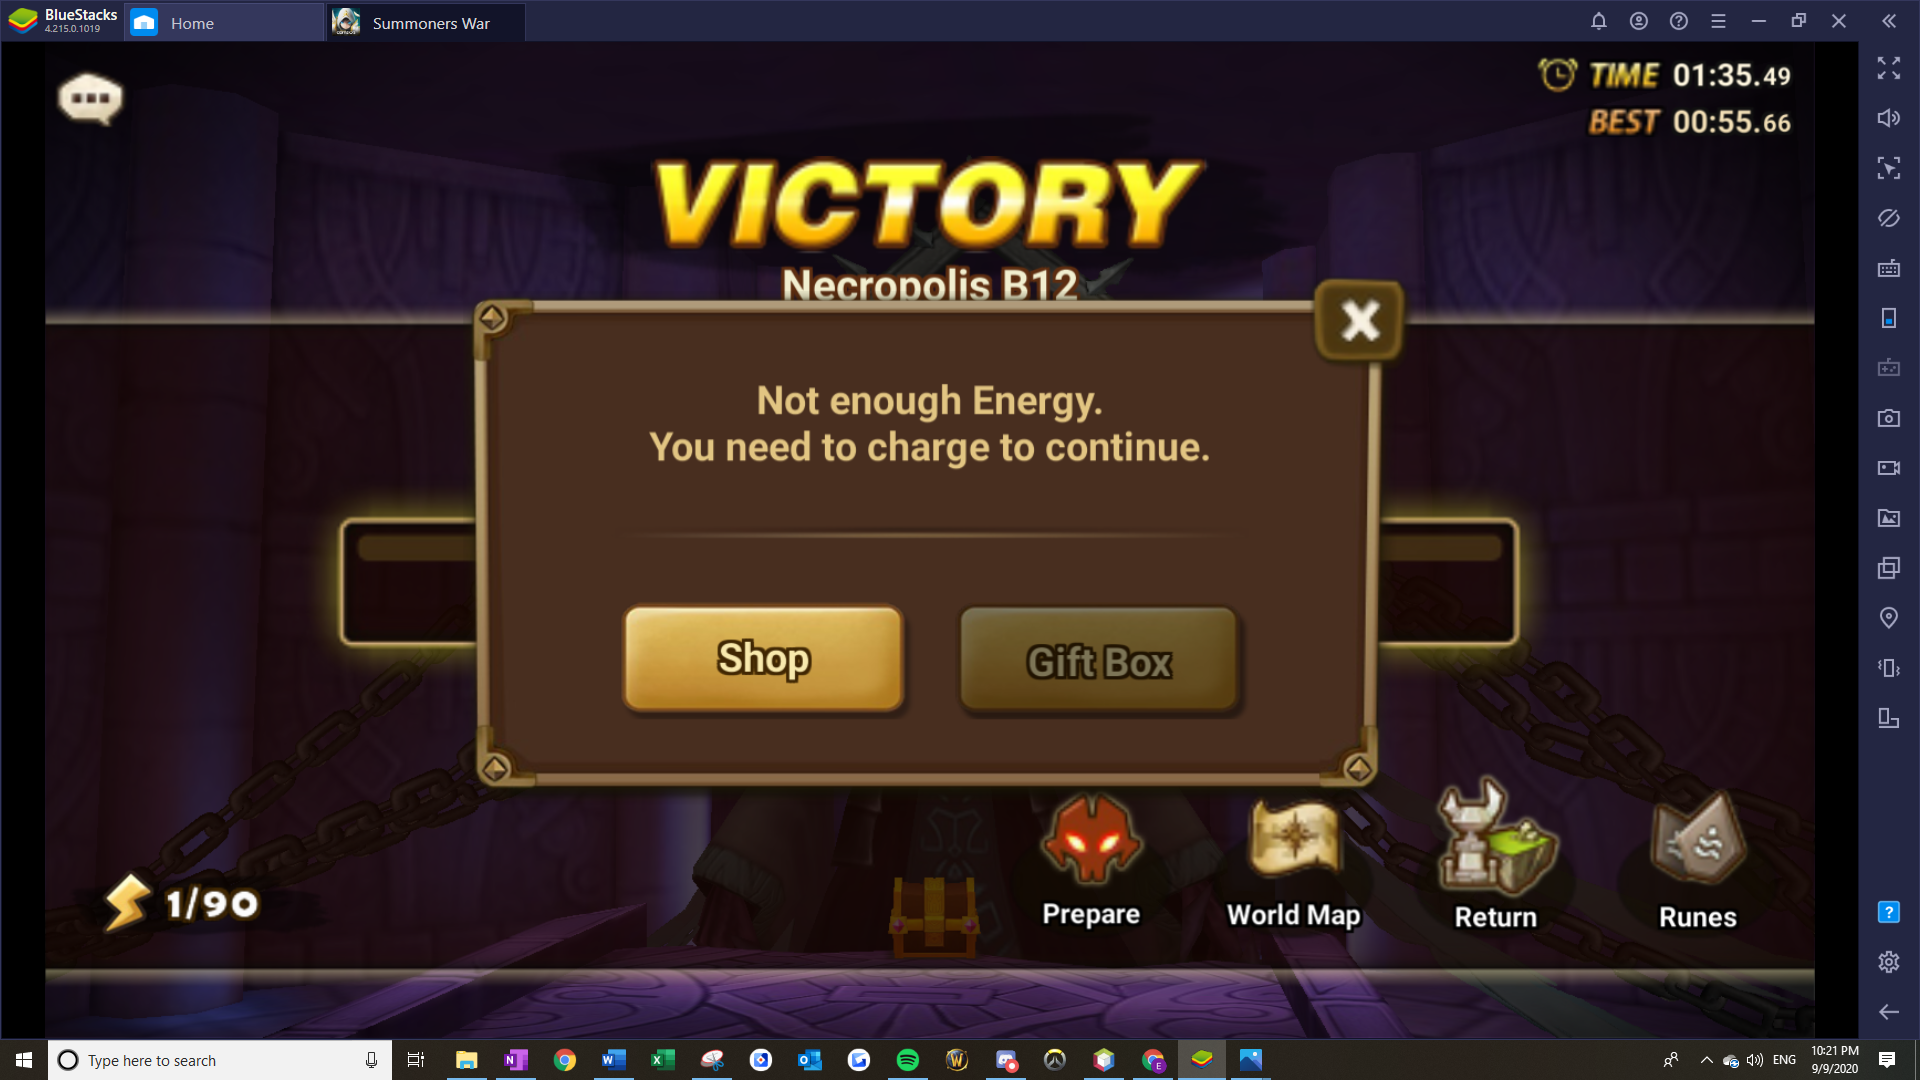 BlueStacks
4.215.0.1019
Home
Summoners War
TIME 01:35.49
BEST 00:55.66
VICTORY
Necropolis B12
Not enough Energy.
You need to charge to continue.
Shop
Gift Box
1/90
Prepare
World Map
Return
Runes
Type here to search
ENG
10:21 PM
9/9/2020